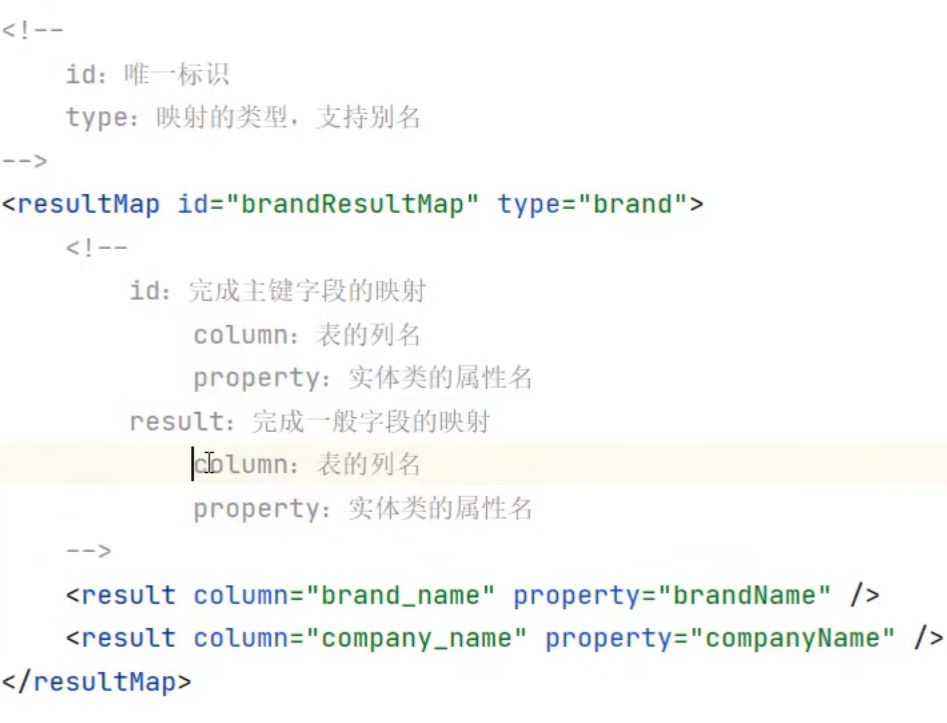 <!--
id：唯一标识
type：映射的类型，支持别名
-->
<resultMap id="brandResultMap" type="brand">
<!--
id：完成主键字段的映射
column：表的列名
property：实体类的属性名
result：完成一般字段的映射
column：表的列名
property：实体类的属性名
-->
<result column="brand_name" property="brandName" />
<result column="company_name" property="companyName" />
</resultMap>